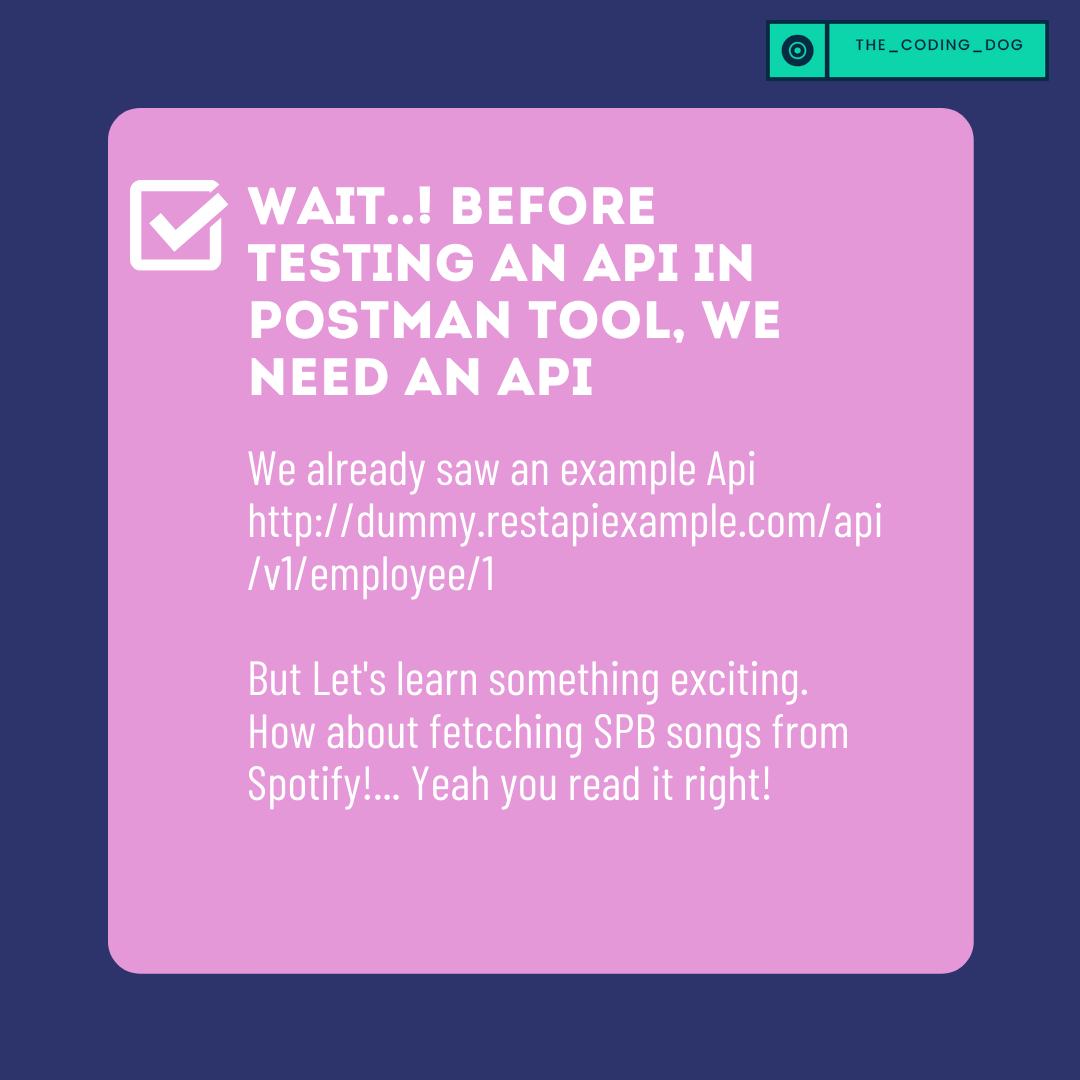 THE_CODING_DOG
WAIT..! BEFORE
TESTING AN API IN
POSTMAN TOOL, WE
NEED AN API
We already saw an example Api
http://dummy.restapiexample.com/api
/v1/employee/1
But Let's learn something exciting.
How about fetcching SPB songs from
Spotify!... Yeah you read it right!